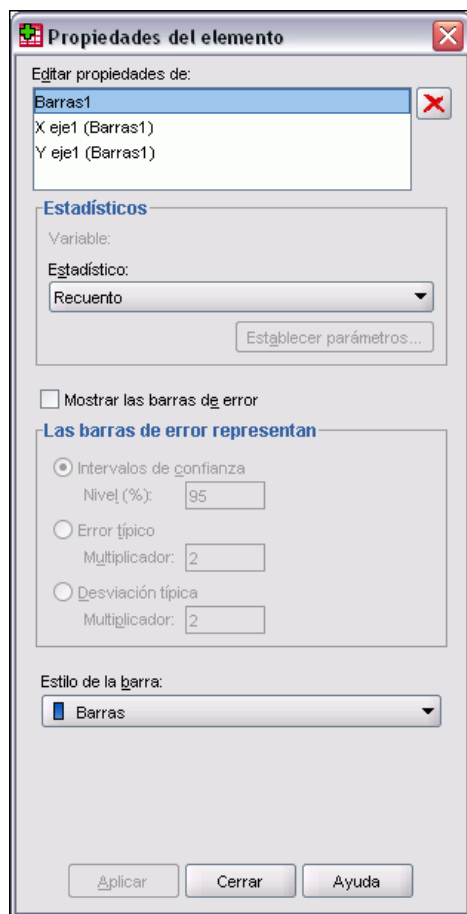 Propiedades del elemento
Editar propiedades de:
Barras1
X eje1 (Barras1)
Y eje1 (Barras1)
Estadísticos
Variable:
Estadístico:
Recuento
Establecer parámetros...
Mostrar las barras de error
Las barras de error representan
Intervalos de confianza
Nivel (%): 95
Error típico
Multiplicador: 2
Desviación típica
Multiplicador: 2
Estilo de la barra:
Barras
Aplicar Cerrar Ayuda